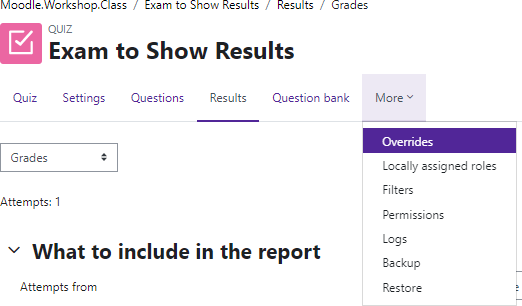 Moodle.Workshop.Class / Exam to Show Results / Results / Grades
QUIZ
Exam to Show Results
Quiz Settings Questions Results Question bank More
Overrides
Locally assigned roles
Filters
Permissions
Logs
Backup
Restore
Grades
Attempts: 1
What to include in the report
Attempts from